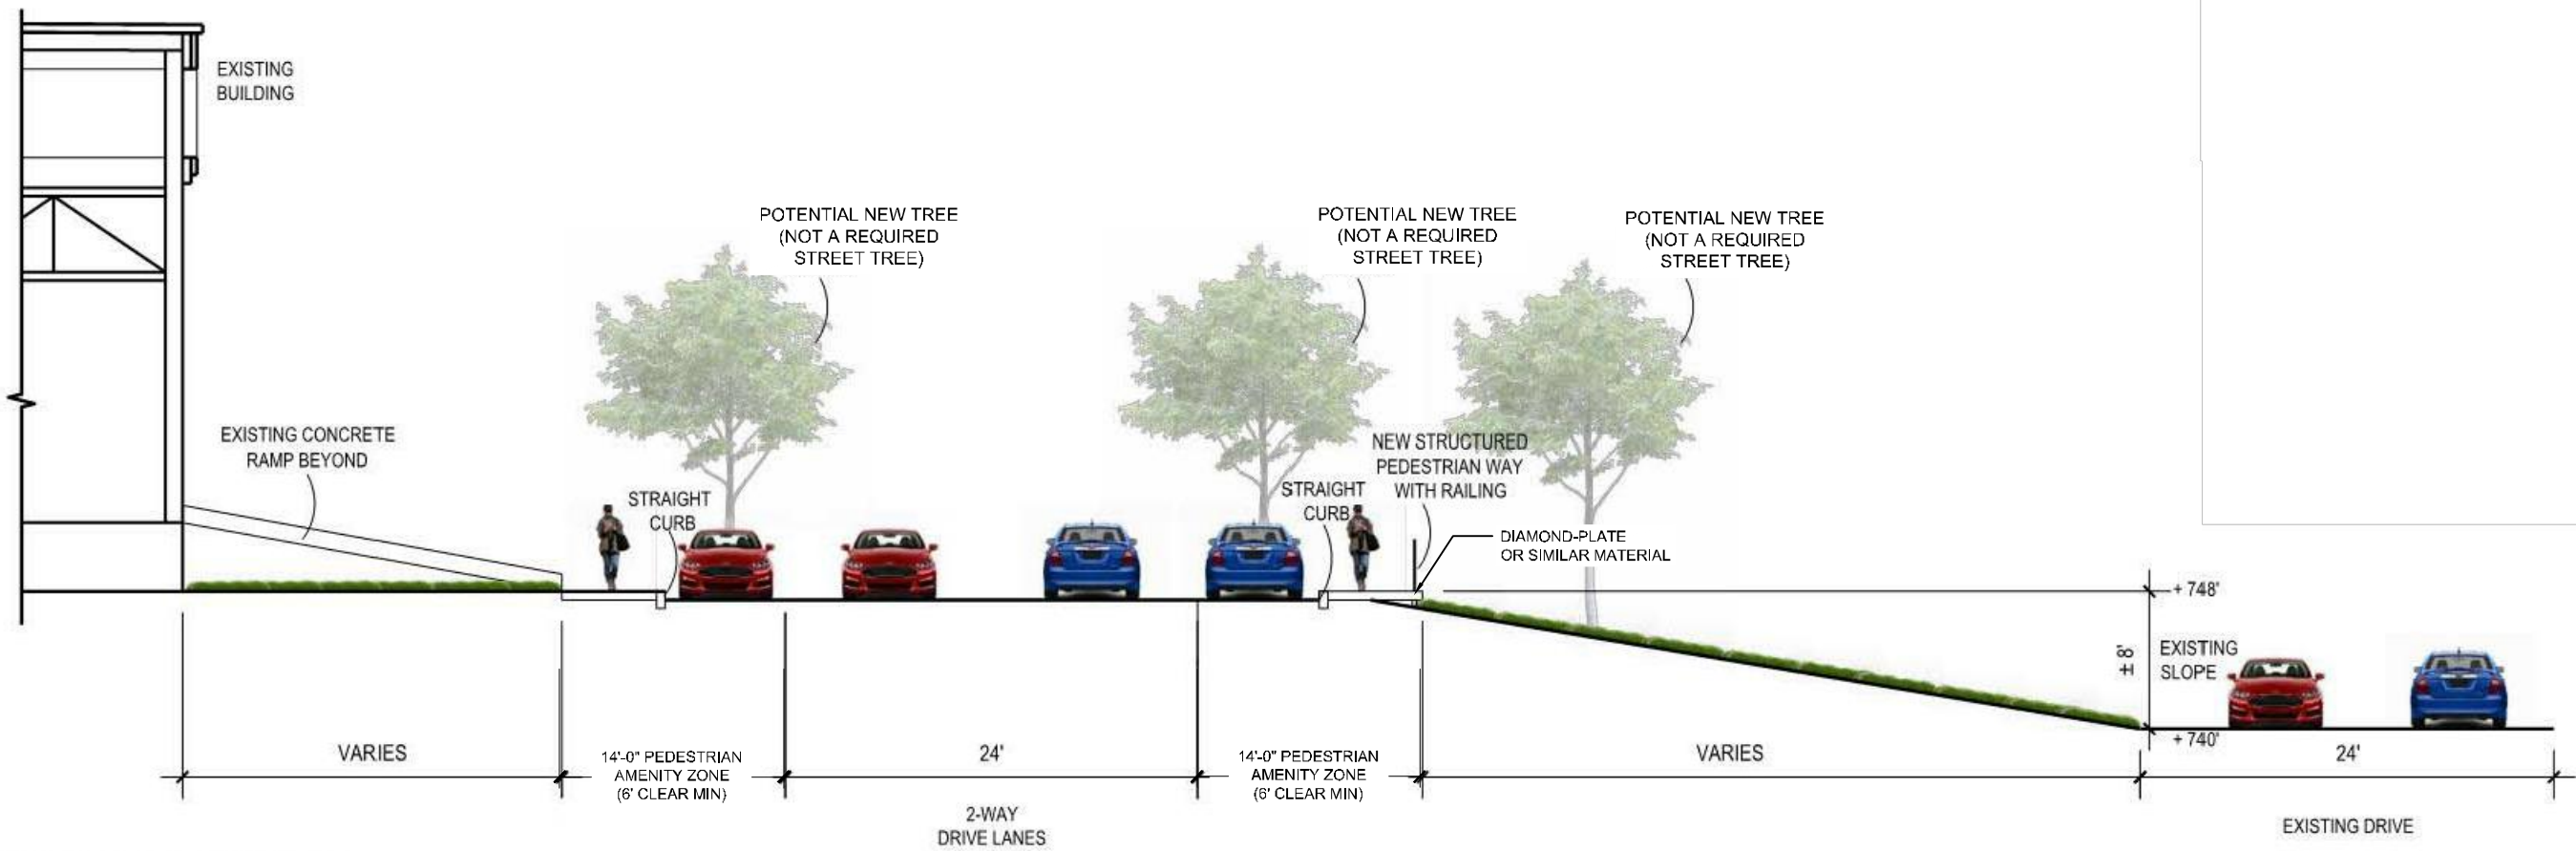 EXISTING
BUILDING
POTENTIAL NEW TREE
(NOT A REQUIRED
STREET TREE)
POTENTIAL NEW TREE
(NOT A REQUIRED
STREET TREE)
POTENTIAL NEW TREE
(NOT A REQUIRED
STREET TREE)
EXISTING CONCRETE
RAMP BEYOND
STRAIGHT
CURB
STRAIGHT
CURB
NEW STRUCTURED
PEDESTRIAN WAY
WITH RAILING
DIAMOND-PLATE
OR SIMILAR MATERIAL
+ 748'
± 8'
EXISTING
SLOPE
+ 740'
VARIES
14'-0" PEDESTRIAN
AMENITY ZONE
(6' CLEAR MIN)
24'
2-WAY
DRIVE LANES
14'-0" PEDESTRIAN
AMENITY ZONE
(6' CLEAR MIN)
VARIES
24'
EXISTING DRIVE